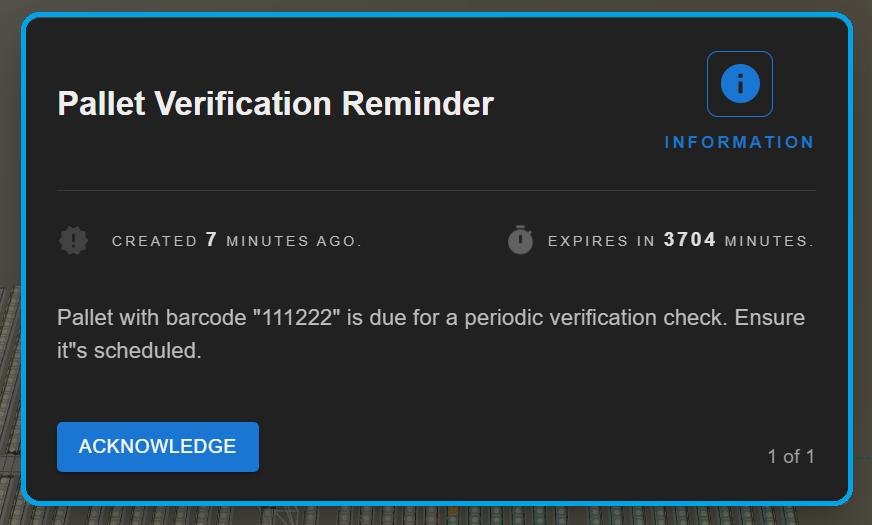 Pallet Verification Reminder
INFORMATION
CREATED 7 MINUTES AGO.
EXPIRES IN 3704 MINUTES.
Pallet with barcode "111222" is due for a periodic verification check. Ensure
it"s scheduled.
ACKNOWLEDGE
1 of 1